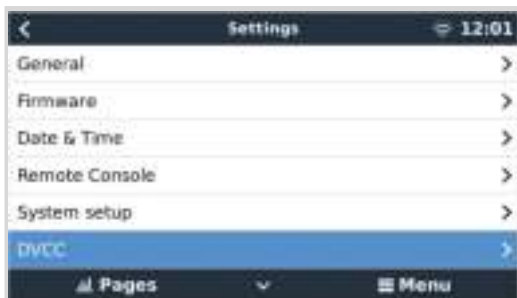 Settings 12:01
General
Firmware
Date & Time
Remote Console
System setup
DVCC
Pages Menu